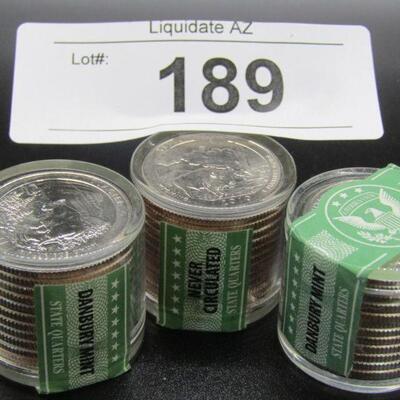 Liquidate AZ
Lot#:
189
DANBURY MINT
STATE QUARTERS
NEVER
CIRCULATED
STATE QUARTERS
DANBURY MINT
STATE QUARTERS